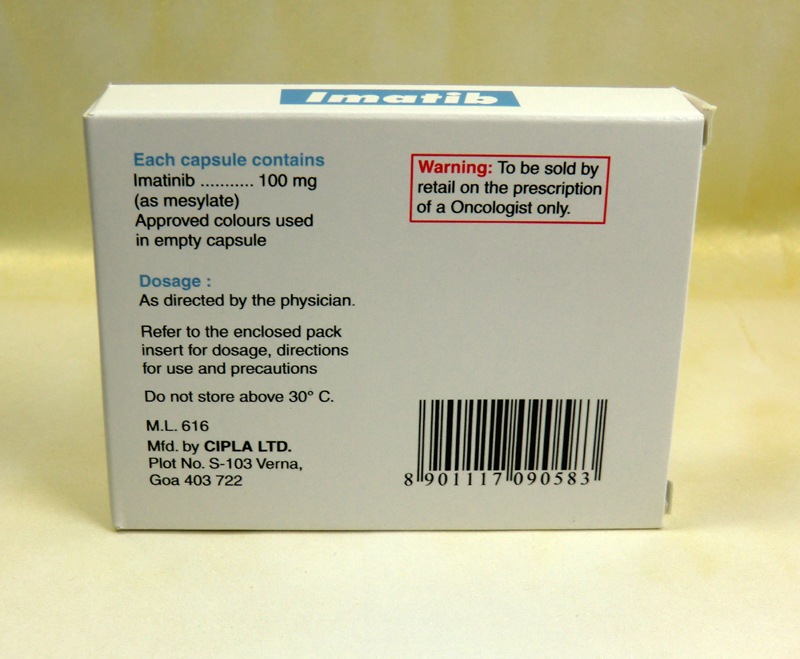 Imatib
Each capsule contains
Imatinib ........... 100 mg
(as mesylate)
Approved colours used
in empty capsule
Warning: To be sold by
retail on the prescription
of a Oncologist only.
Dosage :
As directed by the physician.
Refer to the enclosed pack
insert for dosage, directions
for use and precautions
Do not store above 30° C.
M.L. 616
Mfd. by CIPLA LTD.
Plot No. S-103 Verna,
Goa 403 722
8 901117 090583